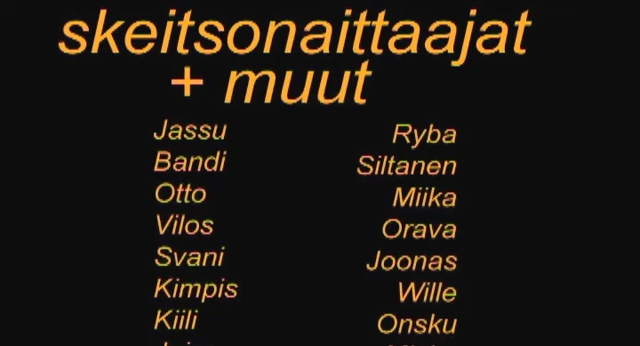 skeitsonaittaajat
+ muut
Jassu
Bandi
Otto
Vilos
Svani
Kimpis
Kiili
Ryba
Siltanen
Miika
Orava
Joonas
Wille
Onsku